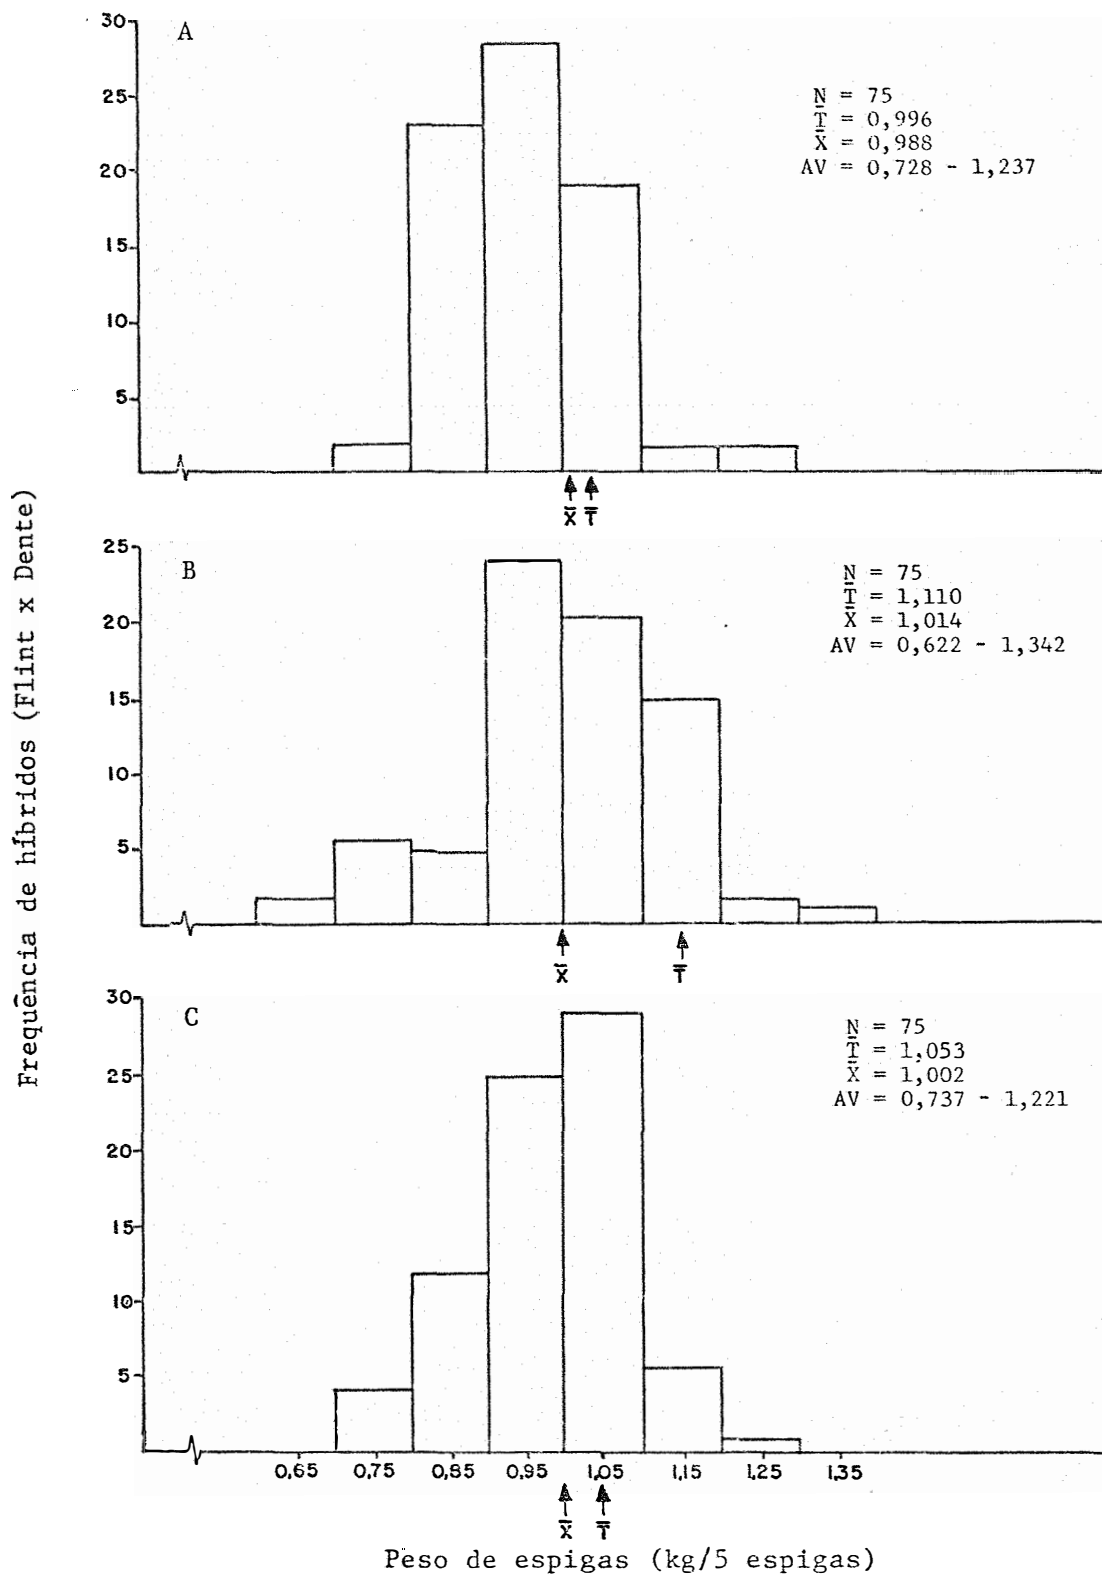 Frequência de híbridos (Flint x Dente)
A
30
25
20
15
10
5
N = 75
T̄ = 0,996
X̄ = 0,988
AV = 0,728 - 1,237
X̄ T̄
B
25
20
15
10
5
N = 75
T̄ = 1,110
X̄ = 1,014
AV = 0,622 - 1,342
X̄ T̄
C
30
25
20
15
10
5
N = 75
T̄ = 1,053
X̄ = 1,002
AV = 0,737 - 1,221
0,65 0,75 0,85 0,95 1,05 1,15 1,25 1,35
X̄ T̄
Peso de espigas (kg/5 espigas)